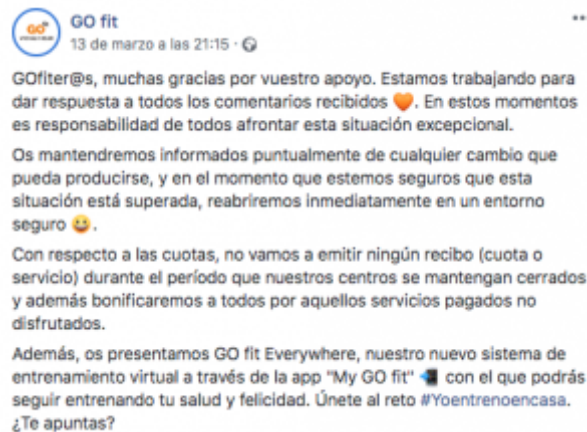 GO fit
13 de marzo a las 21:15 ·
GOfiter@s, muchas gracias por vuestro apoyo. Estamos trabajando para
dar respuesta a todos los comentarios recibidos 🧡. En estos momentos
es responsabilidad de todos afrontar esta situación excepcional.
Os mantendremos informados puntualmente de cualquier cambio que
pueda producirse, y en el momento que estemos seguros que esta
situación está superada, reabriremos inmediatamente en un entorno
seguro 😀.
Con respecto a las cuotas, no vamos a emitir ningún recibo (cuota o
servicio) durante el período que nuestros centros se mantengan cerrados
y además bonificaremos a todos por aquellos servicios pagados no
disfrutados.
Además, os presentamos GO fit Everywhere, nuestro nuevo sistema de
entrenamiento virtual a través de la app "My GO fit" 📲 con el que podrás
seguir entrenando tu salud y felicidad. Únete al reto #Yoentrenoencasa.
¿Te apuntas?